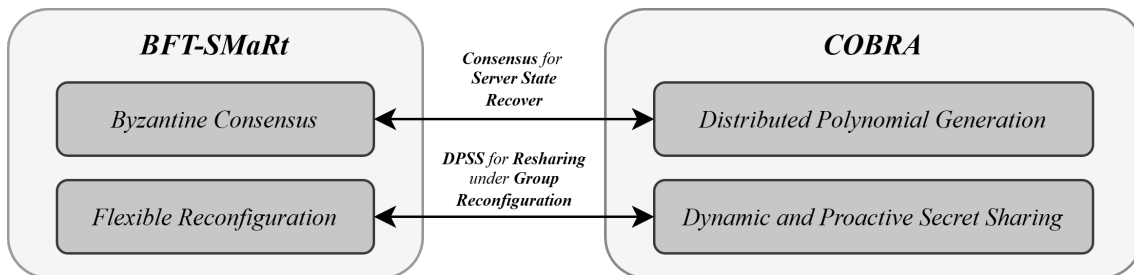 BFT-SMaRt
Byzantine Consensus
Flexible Reconfiguration
Consensus for
Server State
Recover
DPSS for Resharing
under Group
Reconfiguration
COBRA
Distributed Polynomial Generation
Dynamic and Proactive Secret Sharing